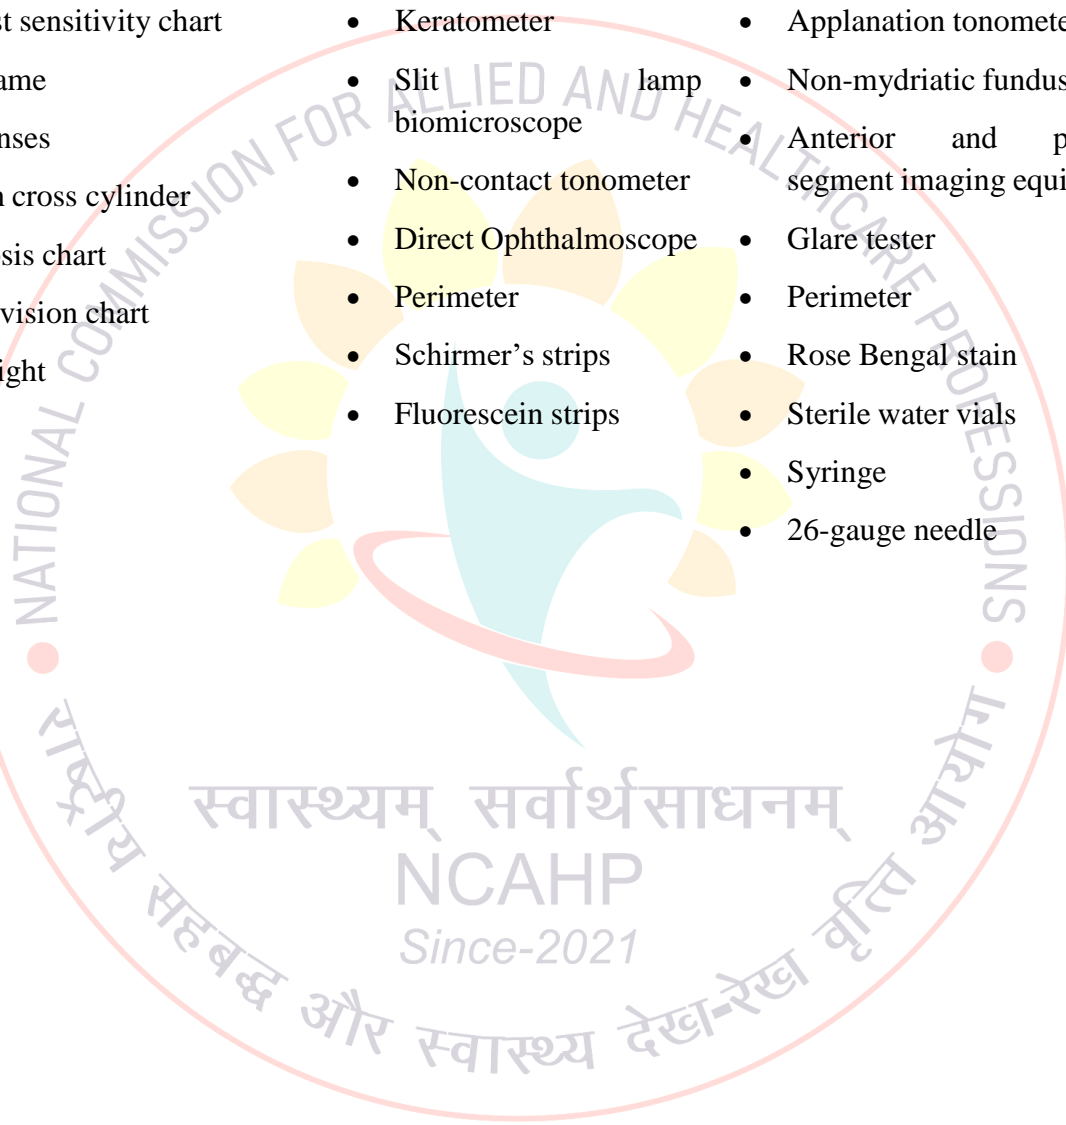 st sensitivity chart
ame
nses
n cross cylinder
sis chart
vision chart
ight
• Keratometer
• Slit lamp
biomicroscope
• Non-contact tonometer
• Direct Ophthalmoscope
• Perimeter
• Schirmer’s strips
• Fluorescein strips
• Applanation tonomete
• Non-mydriatic fundus
• Anterior and p
segment imaging equi
• Glare tester
• Perimeter
• Rose Bengal stain
• Sterile water vials
• Syringe
• 26-gauge needle
• NATIONAL COMMISSION FOR ALLIED AND HEALTHCARE PROFESSIONS •
राष्ट्रीय सहबद्ध और स्वास्थ्य देख-रेख वृत्ति आयोग
स्वास्थ्यम् सर्वार्थसाधनम्
NCAHP
Since-2021